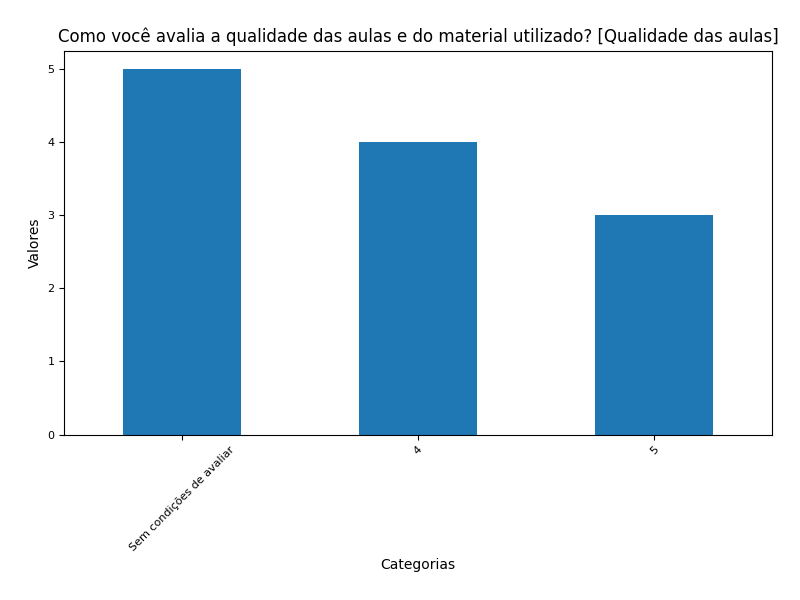 Como você avalia a qualidade das aulas e do material utilizado? [Qualidade das aulas]
5
4
3
2
1
0
Valores
Sem condições de avaliar
4
5
Categorias